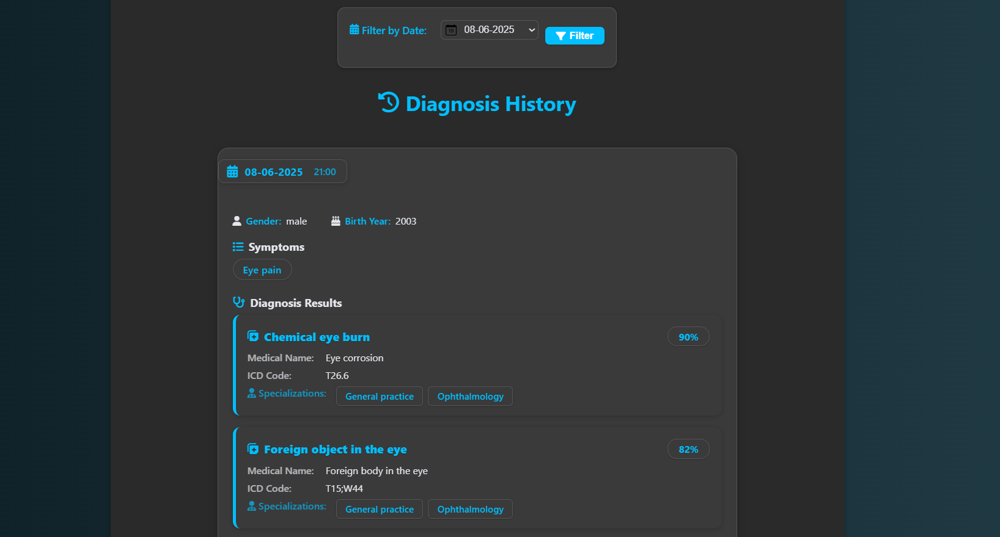 Filter by Date: 08-06-2025 Filter
Diagnosis History
08-06-2025 21:00
Gender: male Birth Year: 2003
Symptoms
Eye pain
Diagnosis Results
Chemical eye burn 90%
Medical Name: Eye corrosion
ICD Code: T26.6
Specializations: General practice Ophthalmology
Foreign object in the eye 82%
Medical Name: Foreign body in the eye
ICD Code: T15;W44
Specializations: General practice Ophthalmology